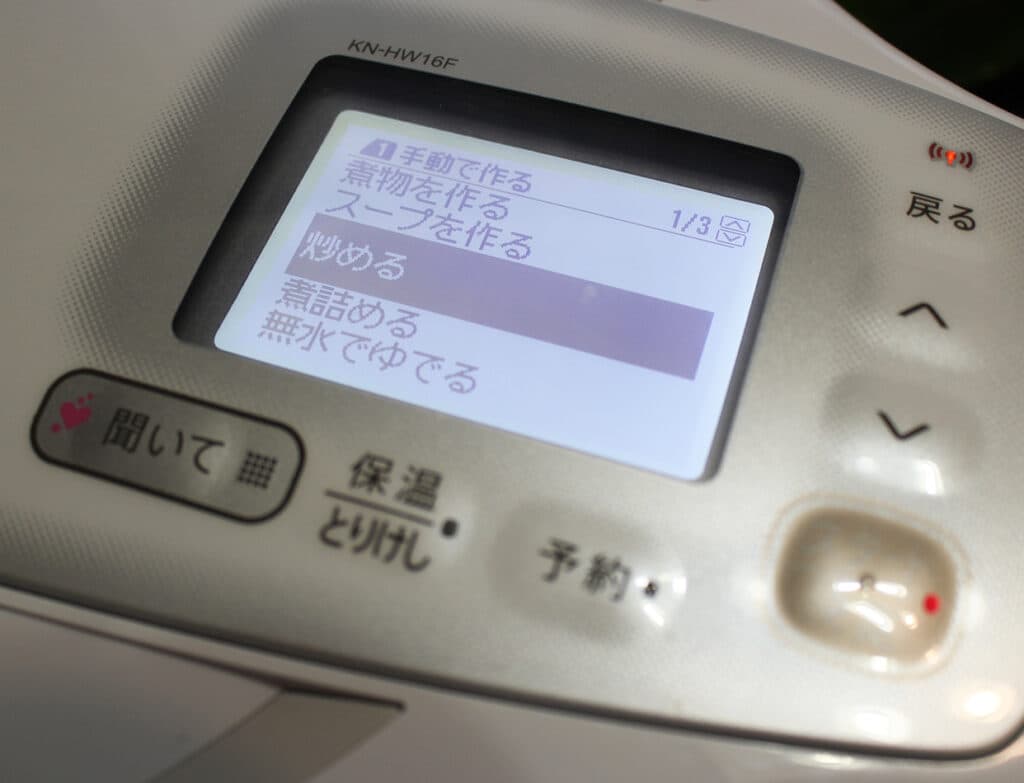 KN-HW16F
1 手動で作る
1/3
煮物を作る
スープを作る
炒める
煮詰める
無水でゆでる
戻る
聞いて
保温
とりけし
予約